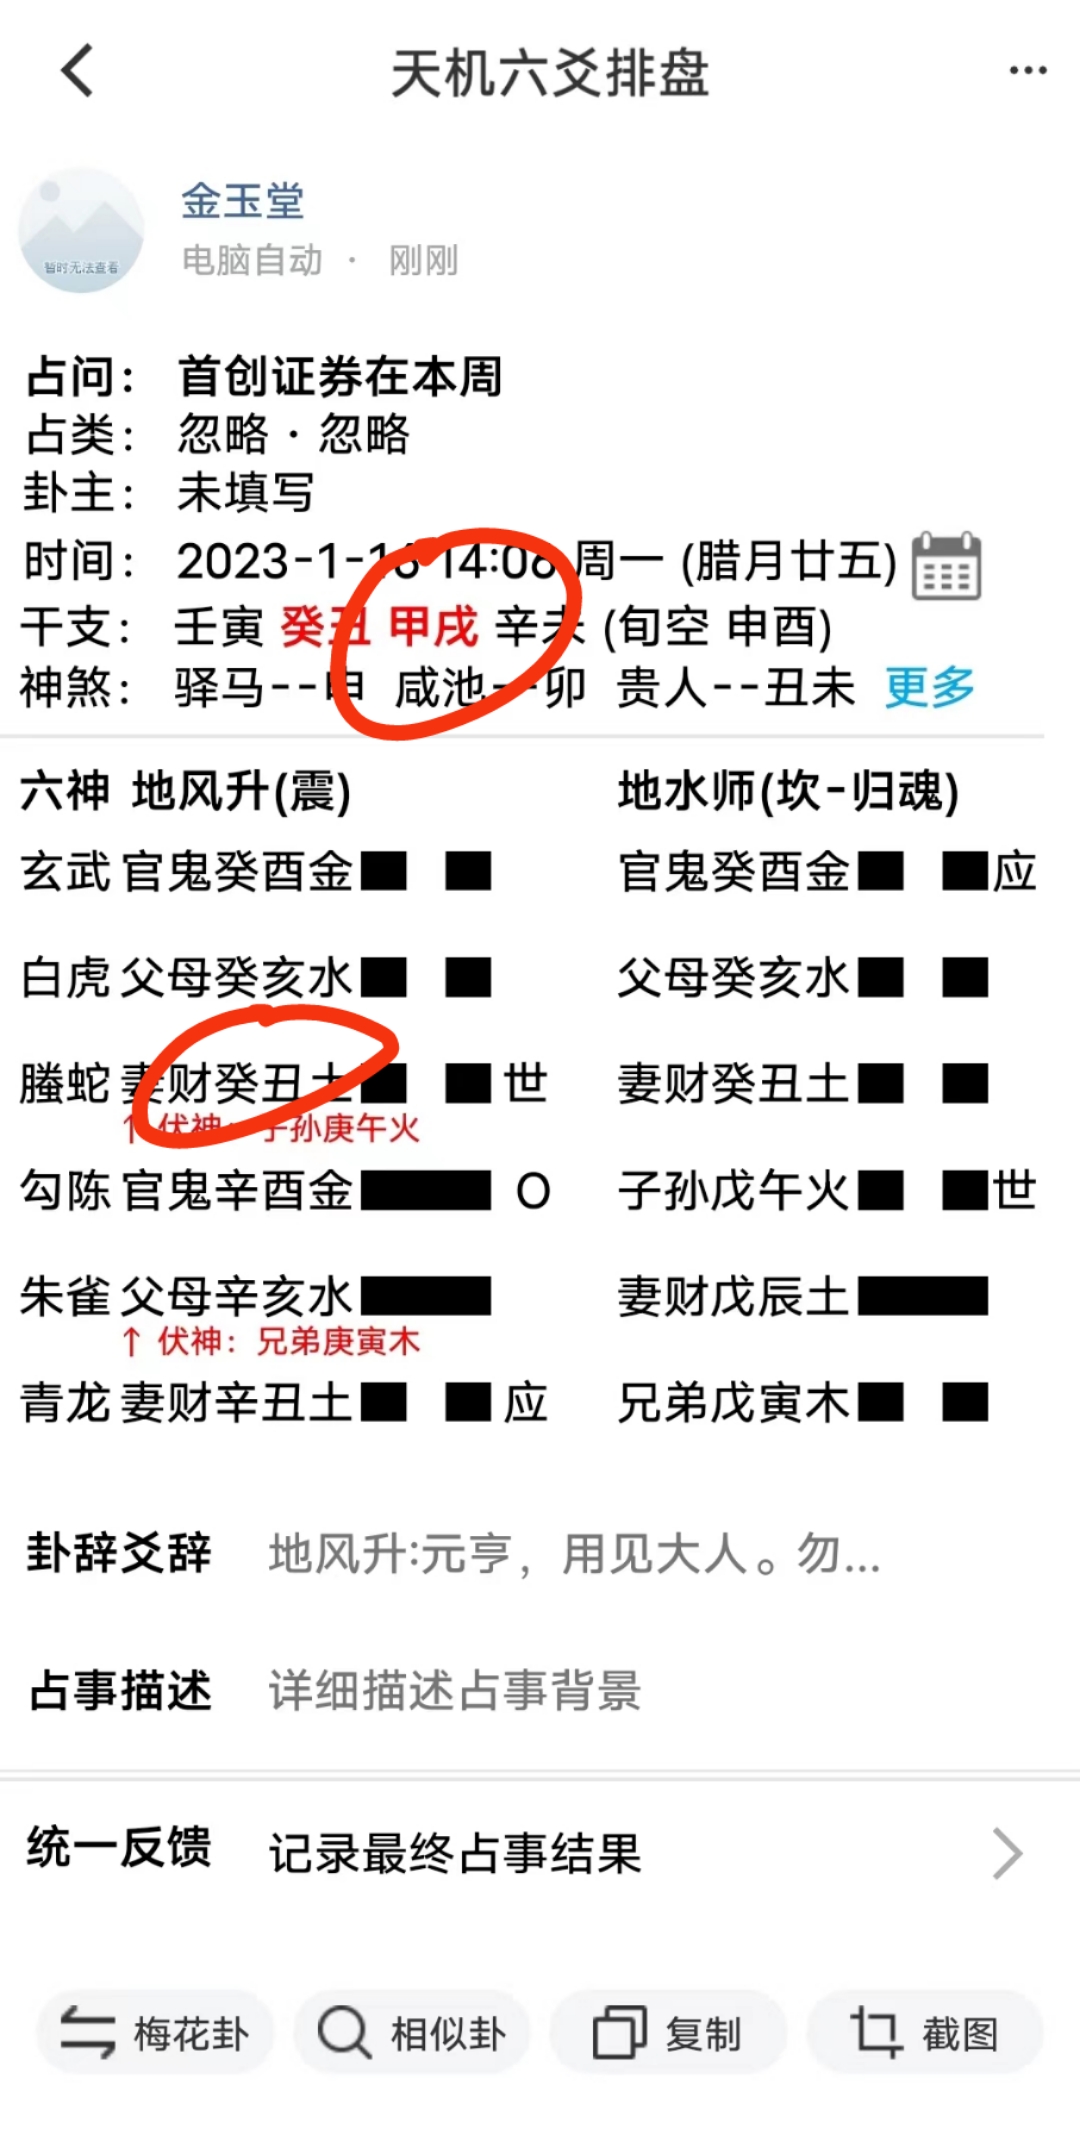 天机六爻排盘
暂时无法查看
金玉堂
电脑自动 · 刚刚
占问： 首创证券在本周
占类： 忽略 · 忽略
卦主： 未填写
时间： 2023-1-16 14:06 周一 (腊月廿五)
干支： 壬寅 癸丑 甲戌 辛未 (旬空 申酉)
神煞： 驿马--申 咸池--卯 贵人--丑未 更多
六神 地风升(震) 地水师(坎-归魂)
玄武 官鬼癸酉金 官鬼癸酉金 应
白虎 父母癸亥水 父母癸亥水
螣蛇 妻财癸丑土 世 妻财癸丑土
↑ 伏神：子孙庚午火
勾陈 官鬼辛酉金 O 子孙戊午火 世
朱雀 父母辛亥水 妻财戊辰土
↑ 伏神：兄弟庚寅木
青龙 妻财辛丑土 应 兄弟戊寅木
卦辞爻辞 地风升:元亨，用见大人。勿...
占事描述 详细描述占事背景
统一反馈 记录最终占事结果
梅花卦 相似卦 复制 截图